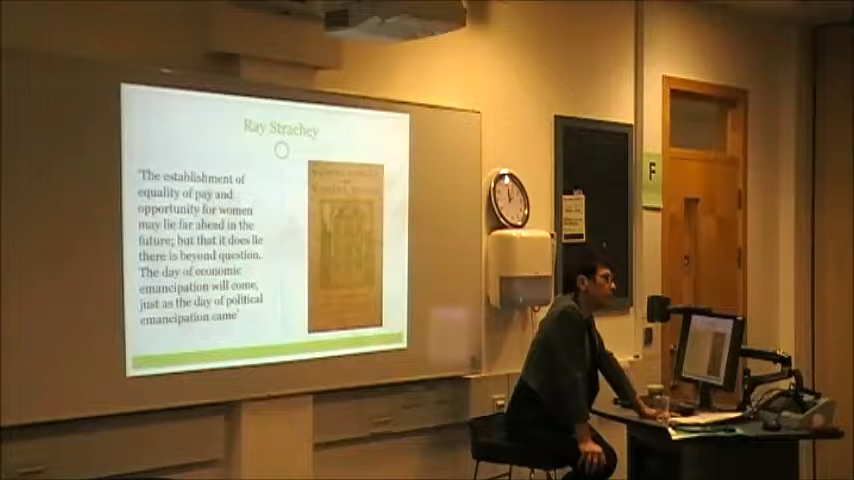 Ray Strachey
'The establishment of
equality of pay and
opportunity for women
may lie far ahead in the
future; but that it does lie
there is beyond question.
The day of economic
emancipation will come,
just as the day of political
emancipation came'
F